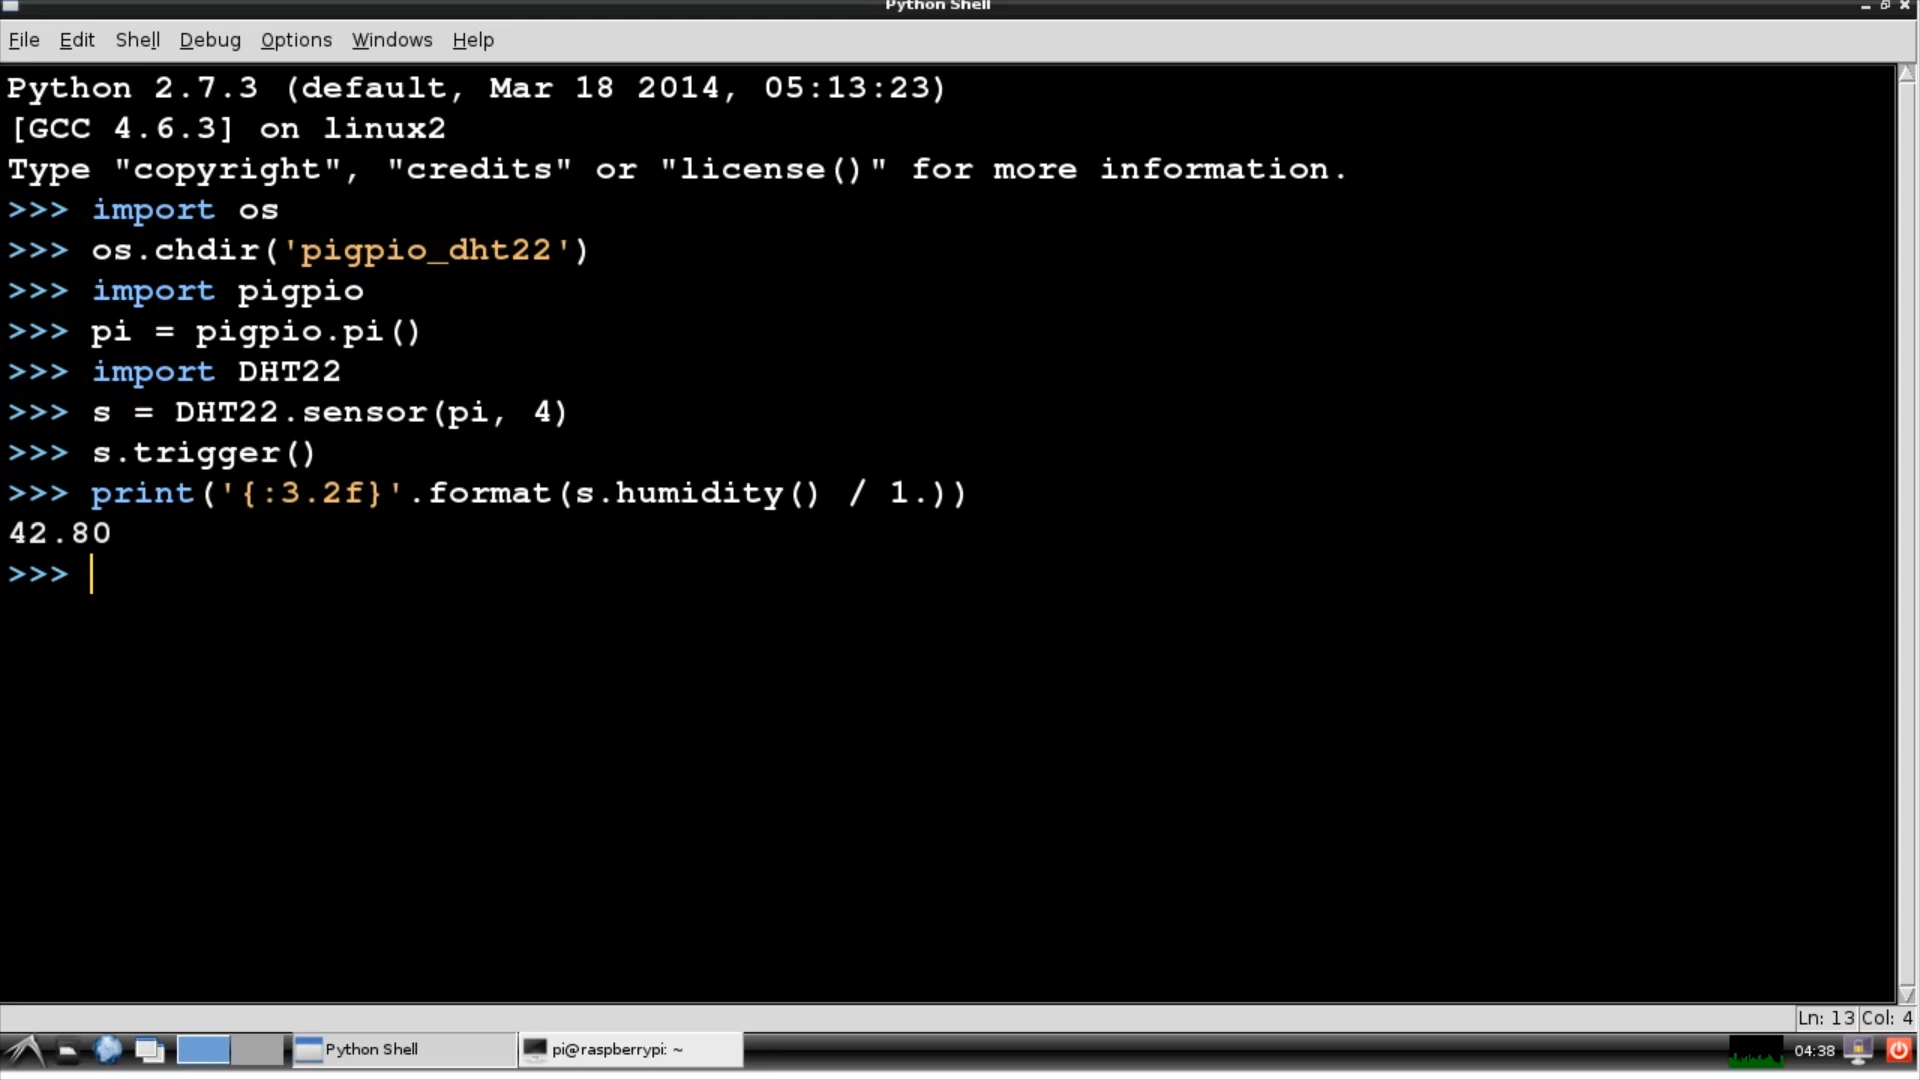 Python Shell
File Edit Shell Debug Options Windows Help
Python 2.7.3 (default, Mar 18 2014, 05:13:23)
[GCC 4.6.3] on linux2
Type "copyright", "credits" or "license()" for more information.
>>> import os
>>> os.chdir('pigpio_dht22')
>>> import pigpio
>>> pi = pigpio.pi()
>>> import DHT22
>>> s = DHT22.sensor(pi, 4)
>>> s.trigger()
>>> print('{:3.2f}'.format(s.humidity() / 1.))
42.80
>>>
Ln: 13 Col: 4
Python Shell pi@raspberrypi: ~ 04:38